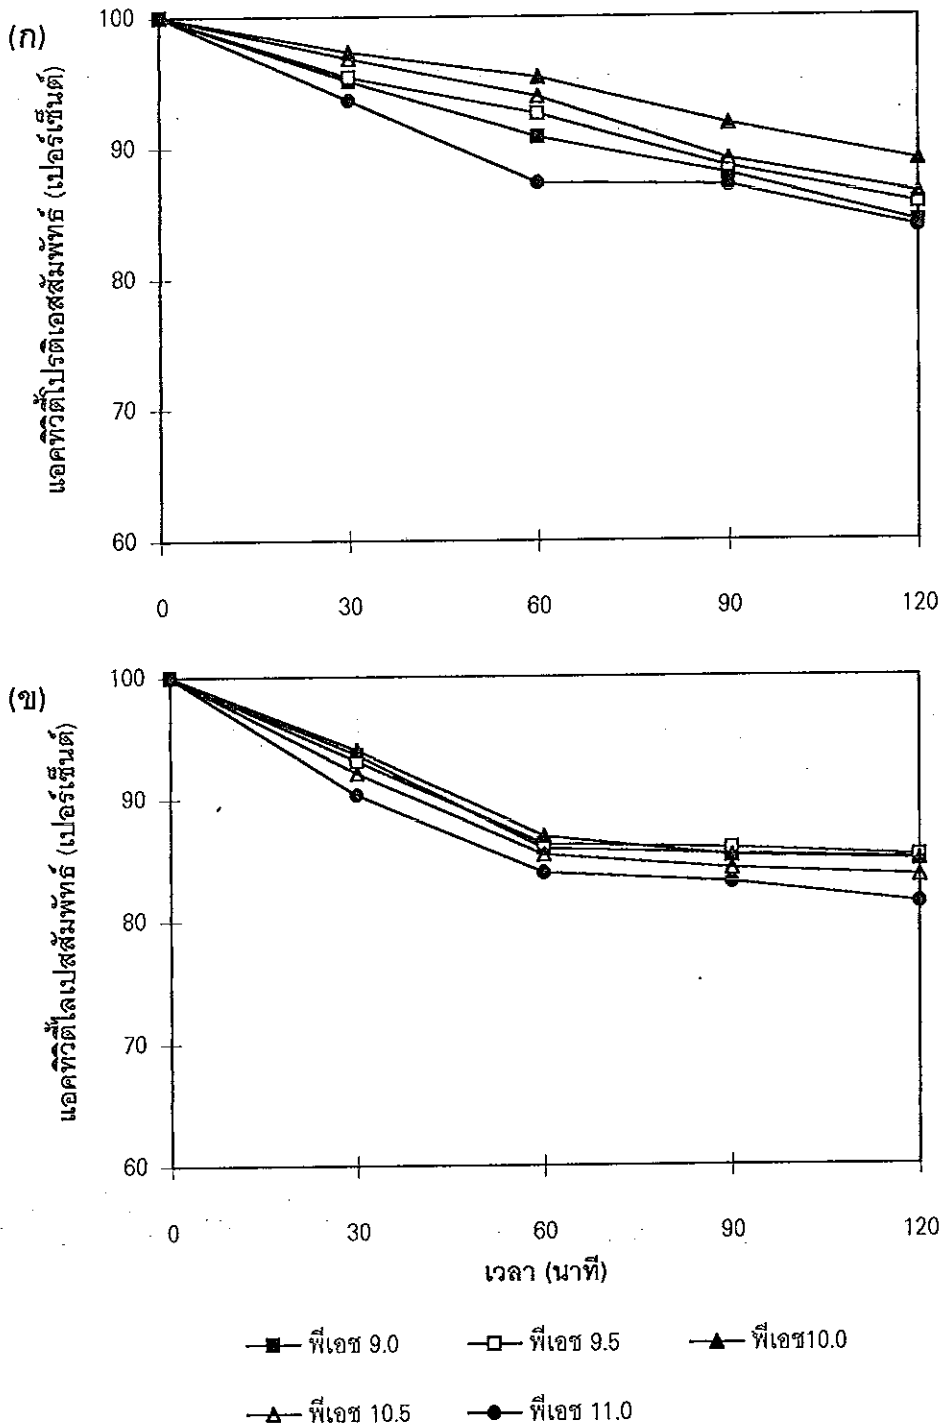 (ก)
แอคทิวิตี้โปรติเอสสัมพัทธ์ (เปอร์เซ็นต์)
100
90
80
70
60
0 30 60 90 120
(ข)
แอคทิวิตี้ไลเปสสัมพัทธ์ (เปอร์เซ็นต์)
100
90
80
70
60
0 30 60 90 120
เวลา (นาที)
พีเอช 9.0 พีเอช 9.5 พีเอช10.0
พีเอช 10.5 พีเอช 11.0